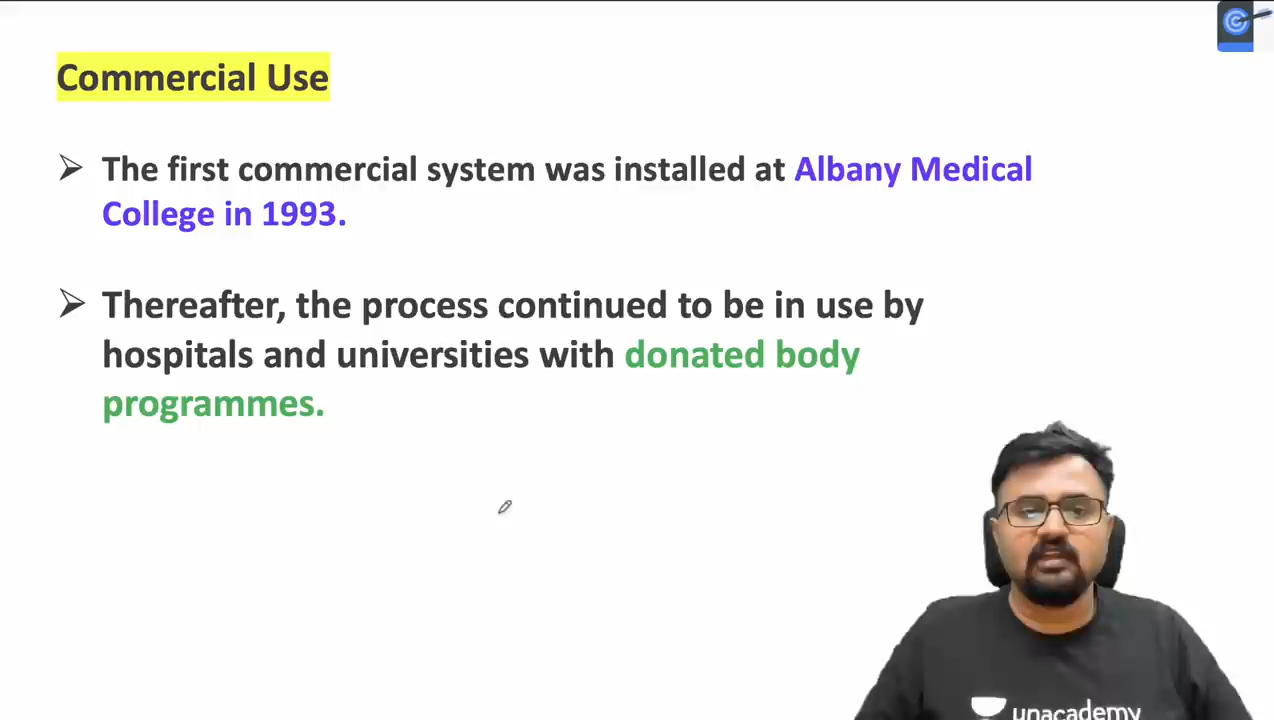 Commercial Use
The first commercial system was installed at Albany Medical
College in 1993.
Thereafter, the process continued to be in use by
hospitals and universities with donated body
programmes.
unacademy